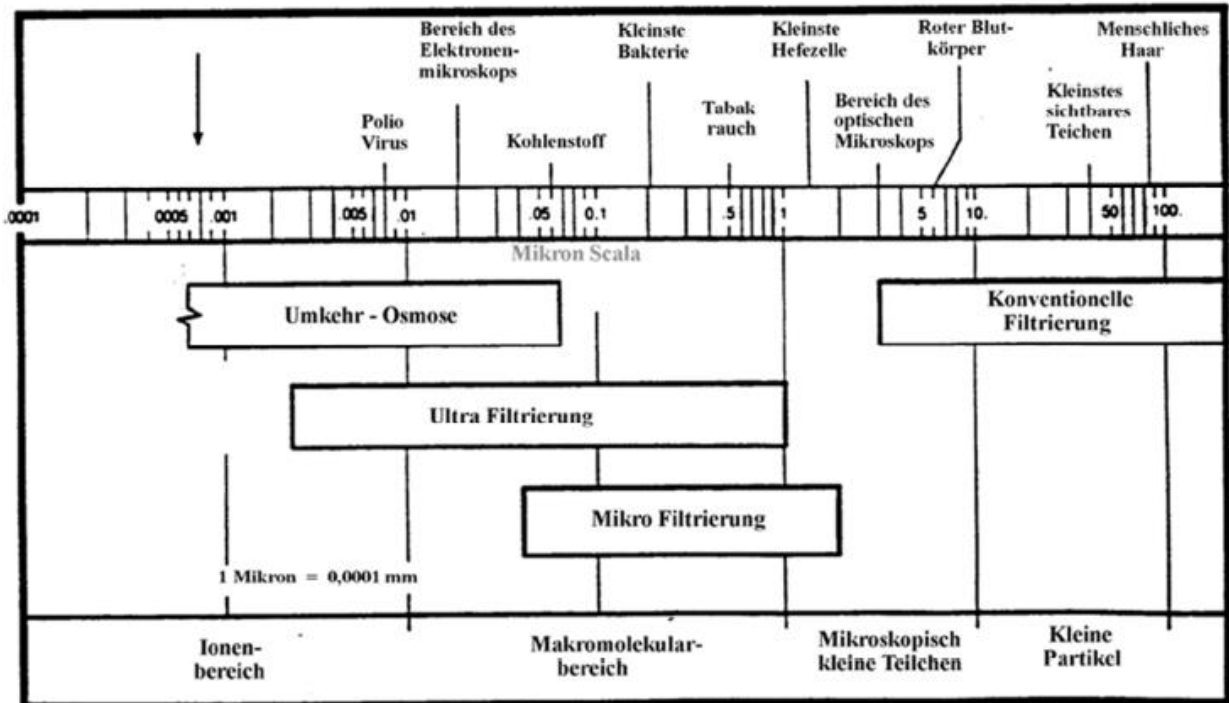 Bereich des
Elektronen-
mikroskops
Kleinste
Bakterie
Kleinste
Hefezelle
Roter Blut-
körper
Menschliches
Haar
Polio
Virus
Kohlenstoff
Tabak
rauch
Bereich des
optischen
Mikroskops
Kleinstes
sichtbares
Teichen
.0001 0005 .001 .005 .01 .05 0.1 .5 1 5 10. 50 100.
Mikron Scala
Umkehr - Osmose
Konventionelle
Filtrierung
Ultra Filtrierung
Mikro Filtrierung
1 Mikron = 0,0001 mm
Ionen-
bereich
Makromolekular-
bereich
Mikroskopisch
kleine Teilchen
Kleine
Partikel